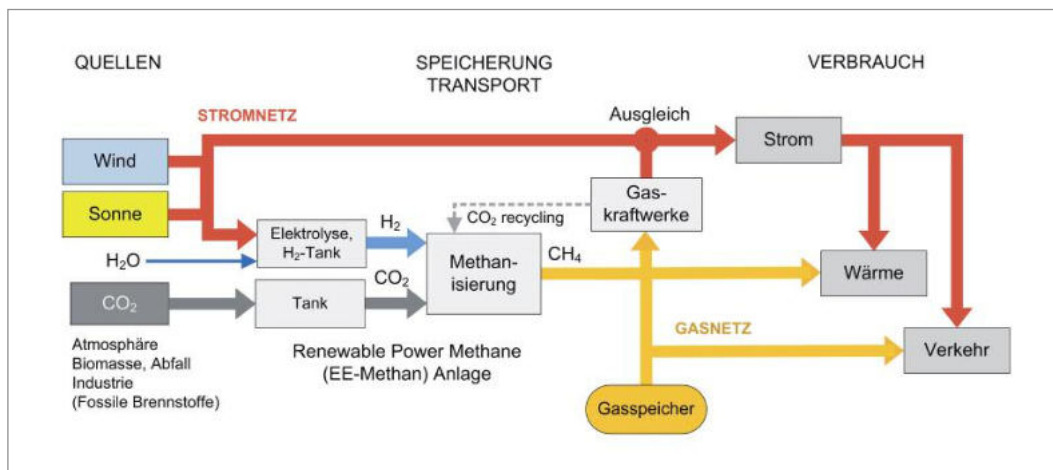 QUELLEN
SPEICHERUNG
TRANSPORT
VERBRAUCH
STROMNETZ
Ausgleich
Wind
Strom
Sonne
Gas-
kraftwerke
CO₂ recycling
H₂
Elektrolyse,
H₂-Tank
H₂O
Methan-
isierung
CH₄
Wärme
CO₂
CO₂
Tank
GASNETZ
Verkehr
Atmosphäre
Biomasse, Abfall
Industrie
(Fossile Brennstoffe)
Renewable Power Methane
(EE-Methan) Anlage
Gasspeicher